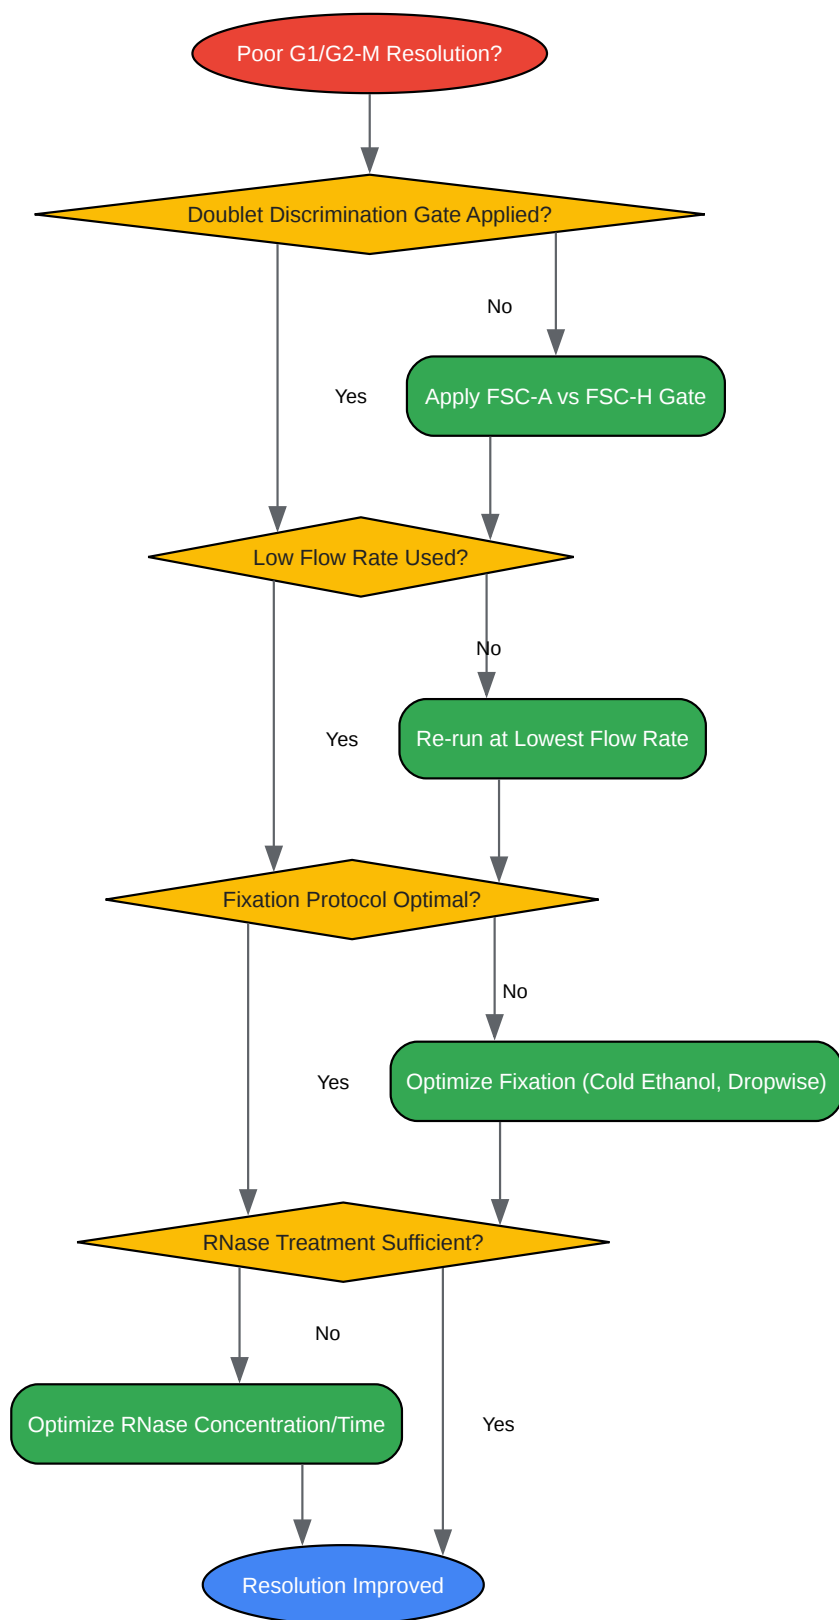 Poor G1/G2-M Resolution?
Doublet Discrimination Gate Applied?
No
Yes
Apply FSC-A vs FSC-H Gate
Low Flow Rate Used?
No
Yes
Re-run at Lowest Flow Rate
Fixation Protocol Optimal?
No
Yes
Optimize Fixation (Cold Ethanol, Dropwise)
RNase Treatment Sufficient?
No
Optimize RNase Concentration/Time
Yes
Resolution Improved